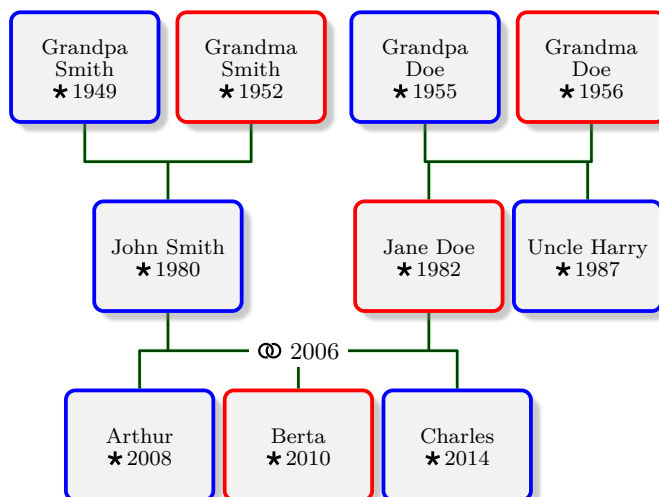 Grandpa
Smith
★1949
Grandma
Smith
★1952
Grandpa
Doe
★1955
Grandma
Doe
★1956
John Smith
★1980
Jane Doe
★1982
Uncle Harry
★1987
⚭ 2006
Arthur
★2008
Berta
★2010
Charles
★2014